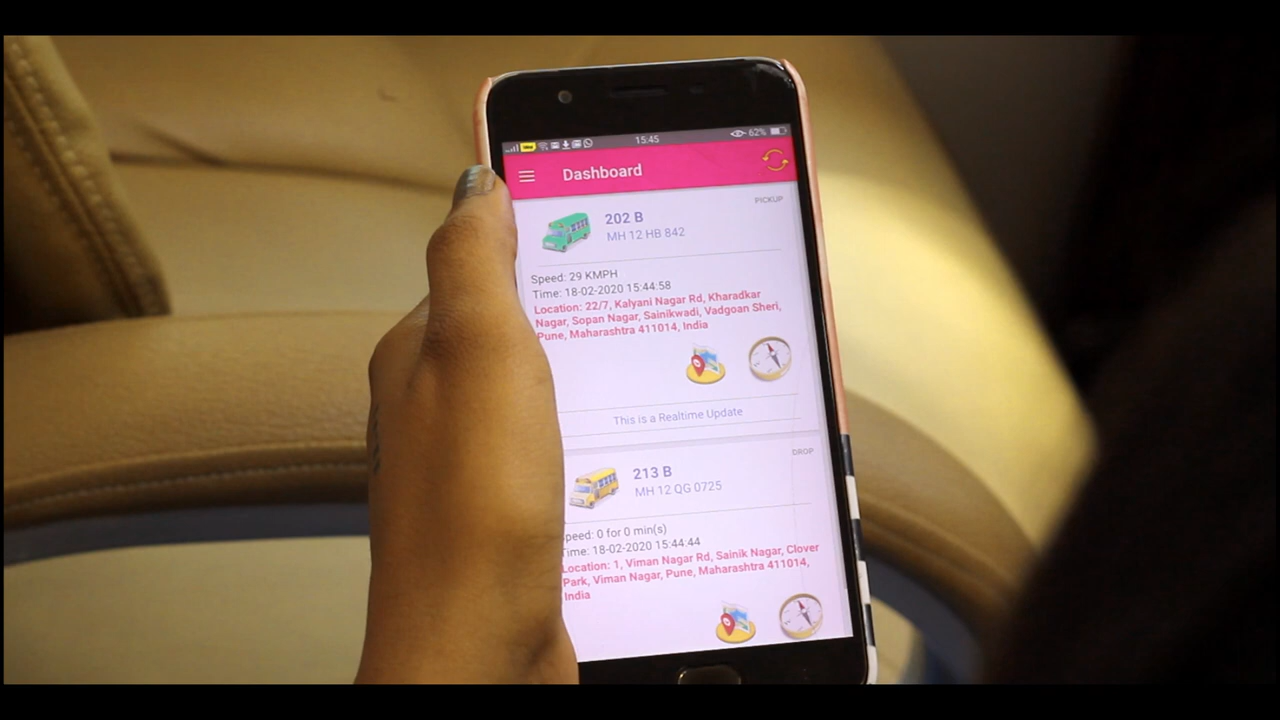 15:45
62%
Dashboard
PICKUP
202 B
MH 12 HB 842
Speed: 29 KMPH
Time: 18-02-2020 15:44:58
Location: 22/7, Kalyani Nagar Rd, Kharadkar
Nagar, Sopan Nagar, Sainikwadi, Vadgoan Sheri,
Pune, Maharashtra 411014, India
This is a Realtime Update
DROP
213 B
MH 12 QG 0725
peed: 0 for 0 min(s)
Time: 18-02-2020 15:44:44
Location: 1, Viman Nagar Rd, Sainik Nagar, Clover
Park, Viman Nagar, Pune, Maharashtra 411014,
India